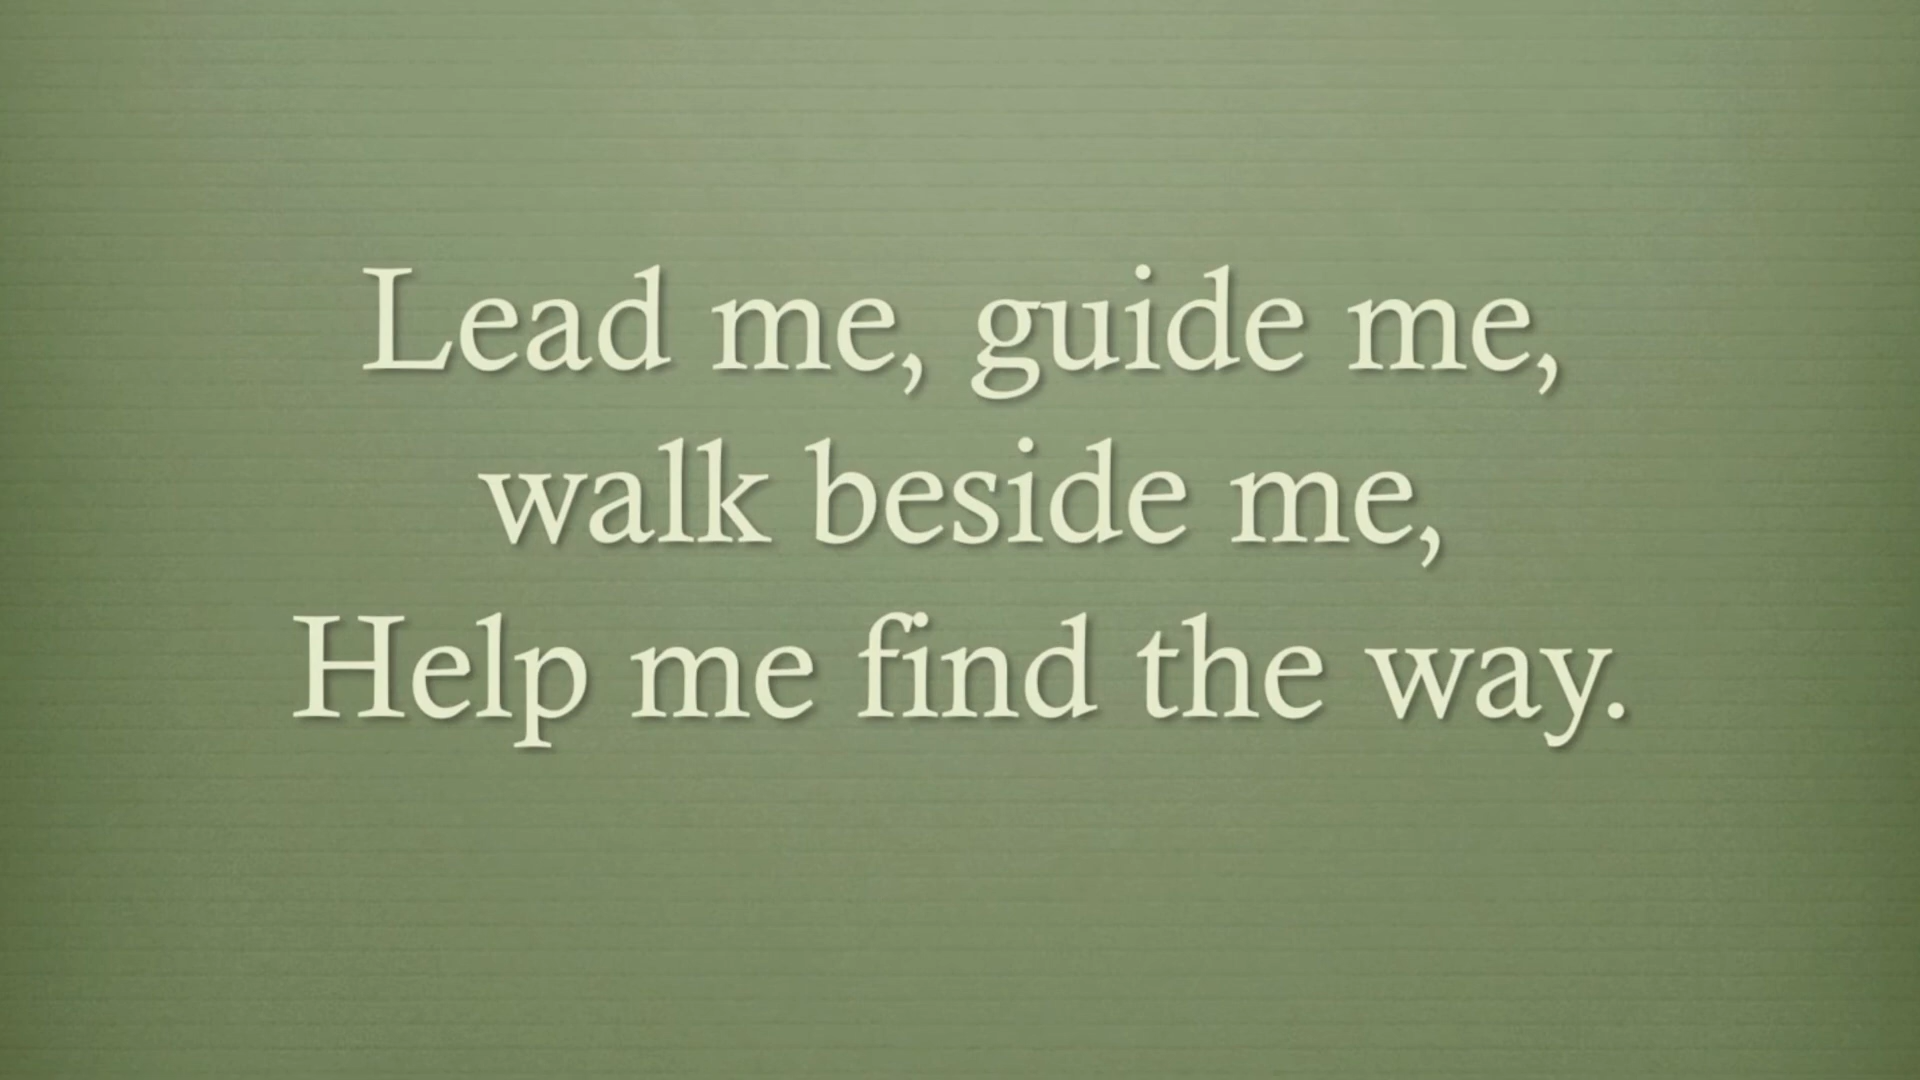 Lead me, guide me,
walk beside me,
Help me find the way.